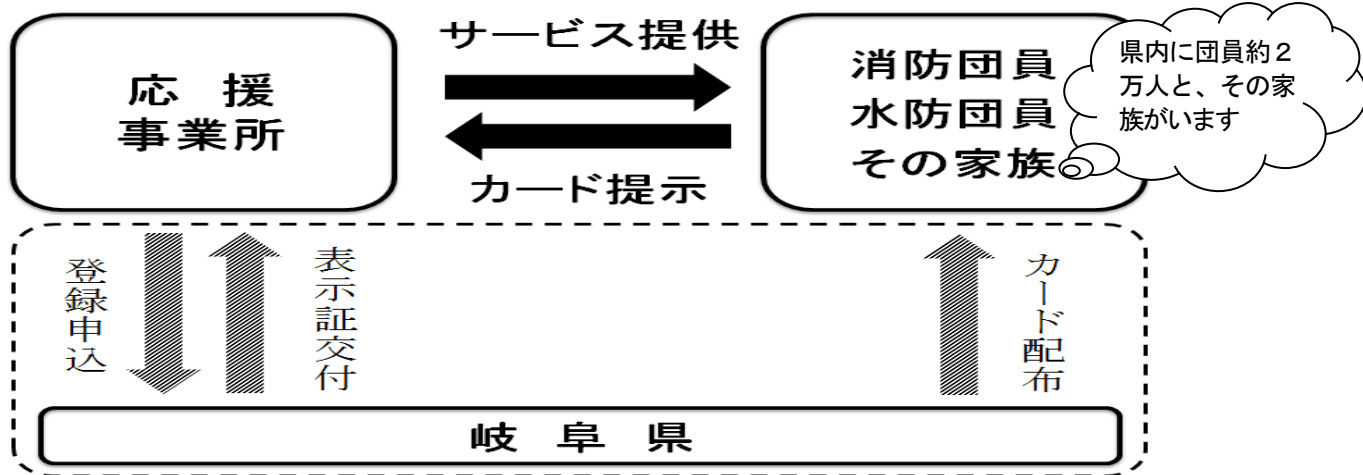 応　援
事業所
サービス提供
カード提示
消防団員
水防団員
その家族
県内に団員約２
万人と、その家
族がいます
登録申込
表示証交付
カード配布
岐　阜　県